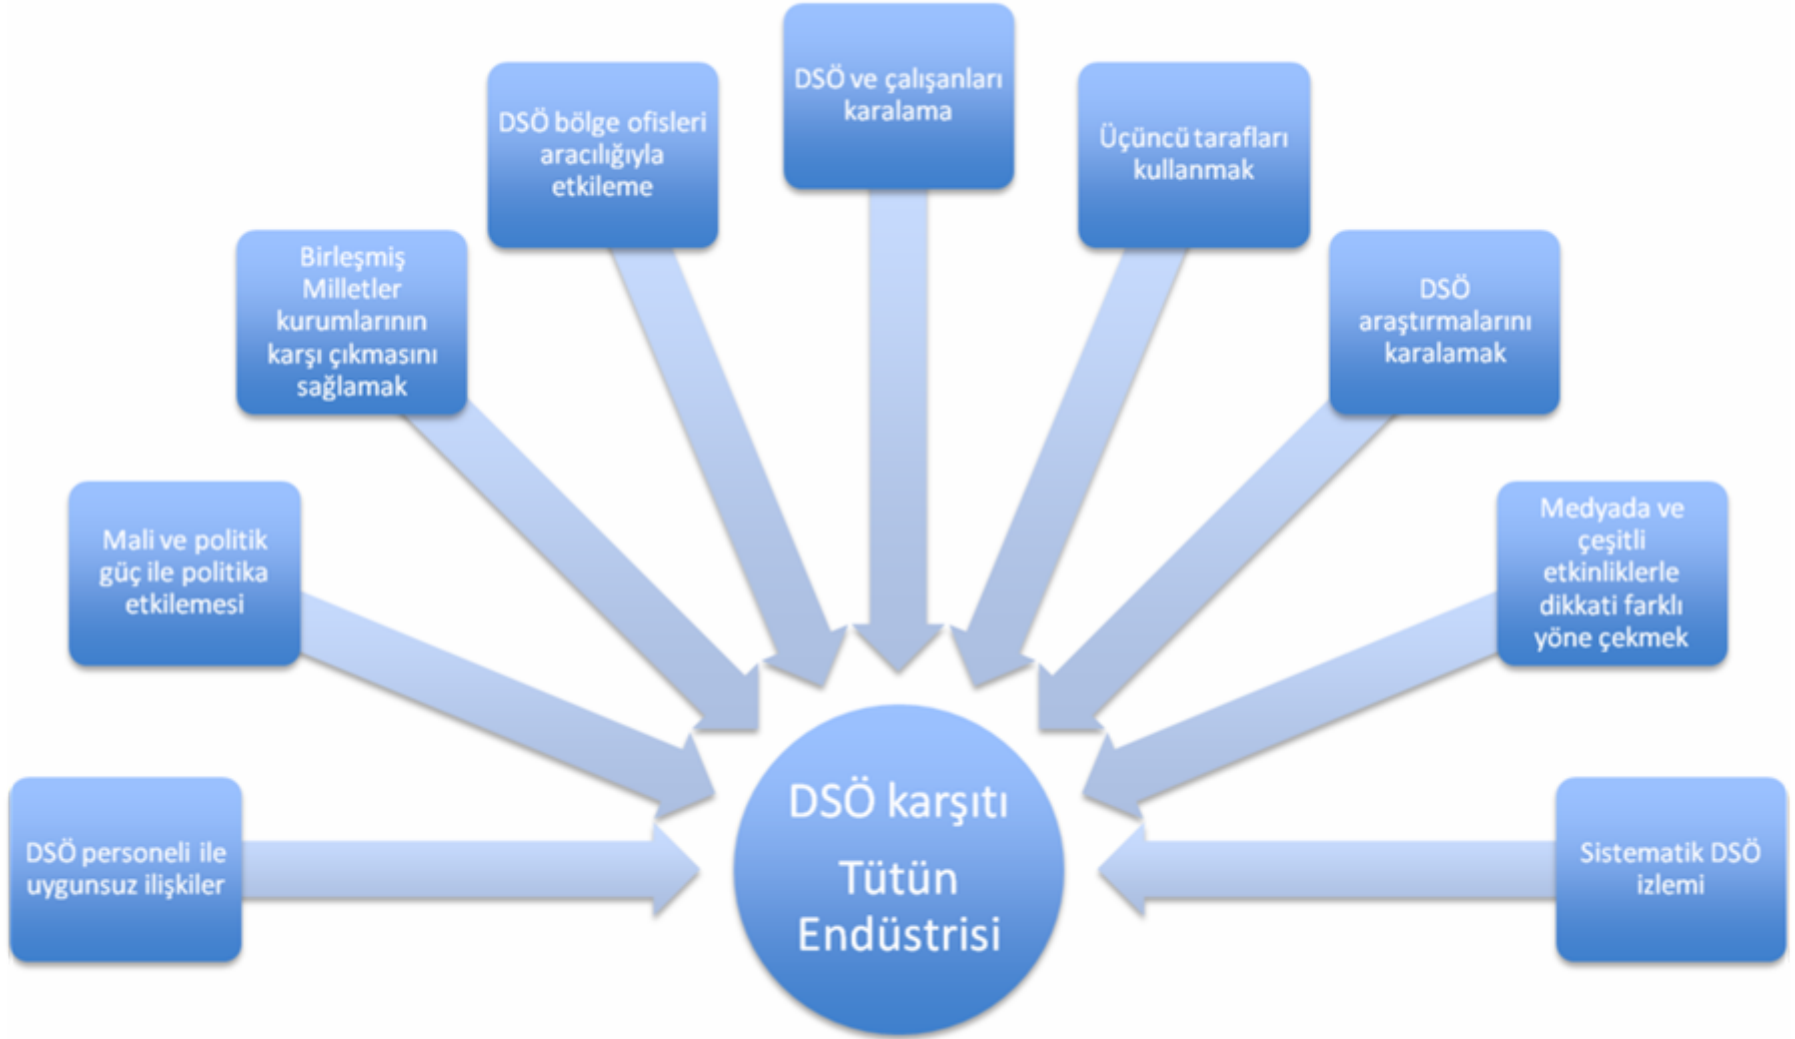 DSÖ personeli ile
uygunsuz ilişkiler
Mali ve politik
güç ile politika
etkilemesi
Birleşmiş
Milletler
kurumlarının
karşı çıkmasını
sağlamak
DSÖ bölge ofisleri
aracılığıyla
etkileme
DSÖ ve çalışanları
karalama
Üçüncü tarafları
kullanmak
DSÖ
araştırmalarını
karalamak
Medyada ve
çeşitli
etkinliklerle
dikkati farklı
yöne çekmek
Sistematik DSÖ
izlemi
DSÖ karşıtı
Tütün
Endüstrisi